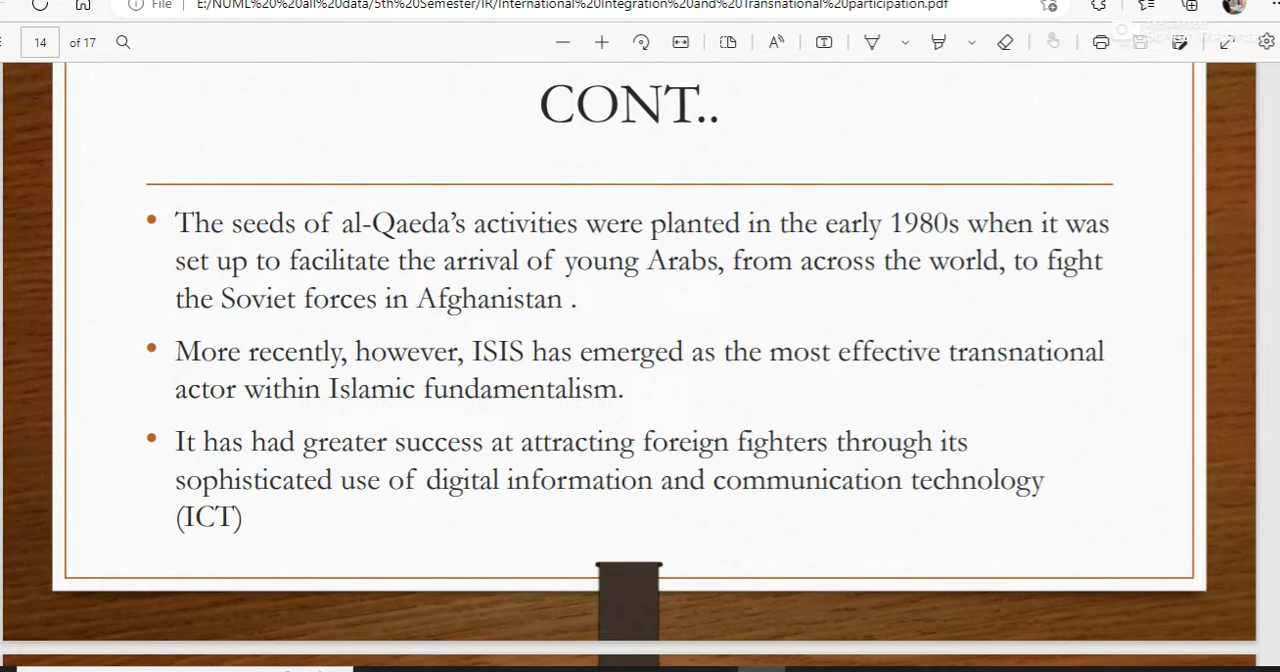 File E:/NUML%20%20all%20data/5th%20Semester/IR/International%20Integration%20and%20Transnational%20participation.pdf
14 of 17
CONT..
• The seeds of al-Qaeda’s activities were planted in the early 1980s when it was
set up to facilitate the arrival of young Arabs, from across the world, to fight
the Soviet forces in Afghanistan .
• More recently, however, ISIS has emerged as the most effective transnational
actor within Islamic fundamentalism.
• It has had greater success at attracting foreign fighters through its
sophisticated use of digital information and communication technology
(ICT)